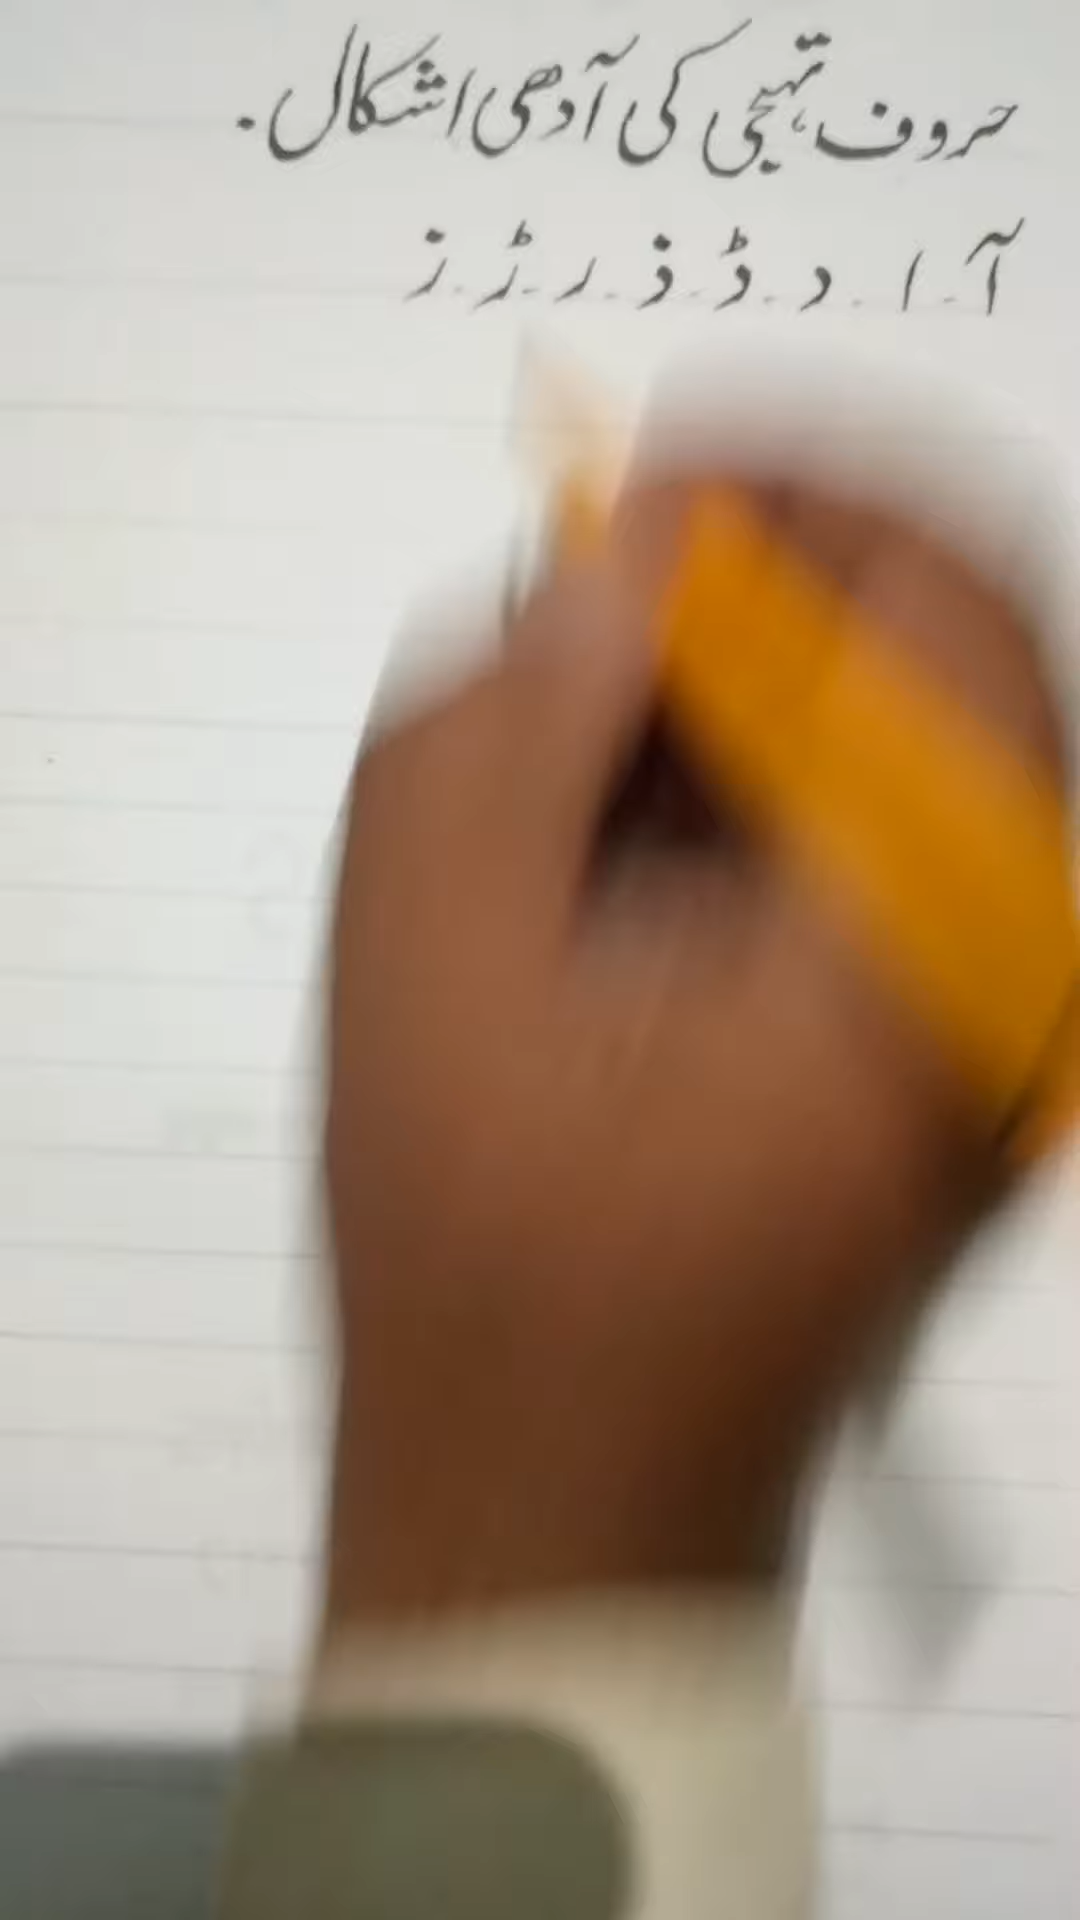 حروف تہجی کی آدھی اشکال.
آ - ا - د - ڈ - ذ - ر - ڑ - ز